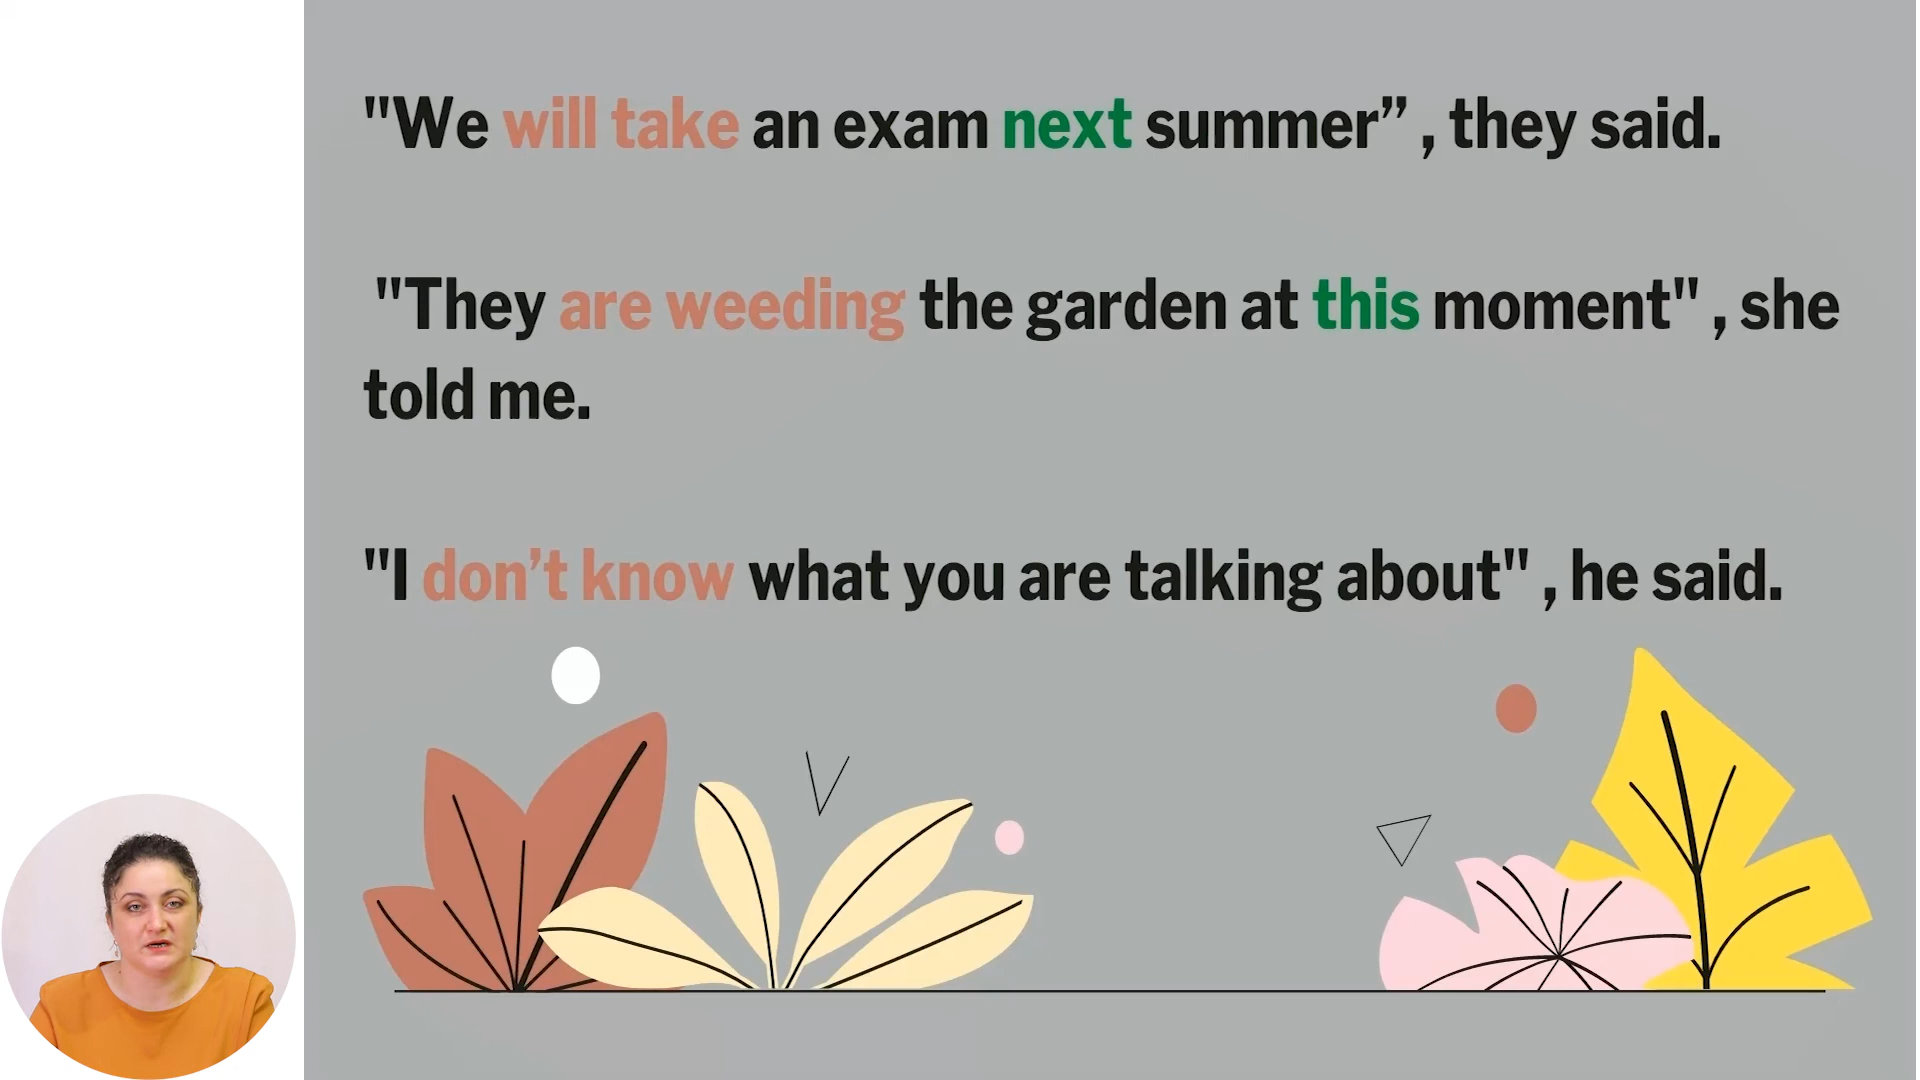 "We will take an exam next summer” , they said.
"They are weeding the garden at this moment" , she
told me.
"I don’t know what you are talking about" , he said.